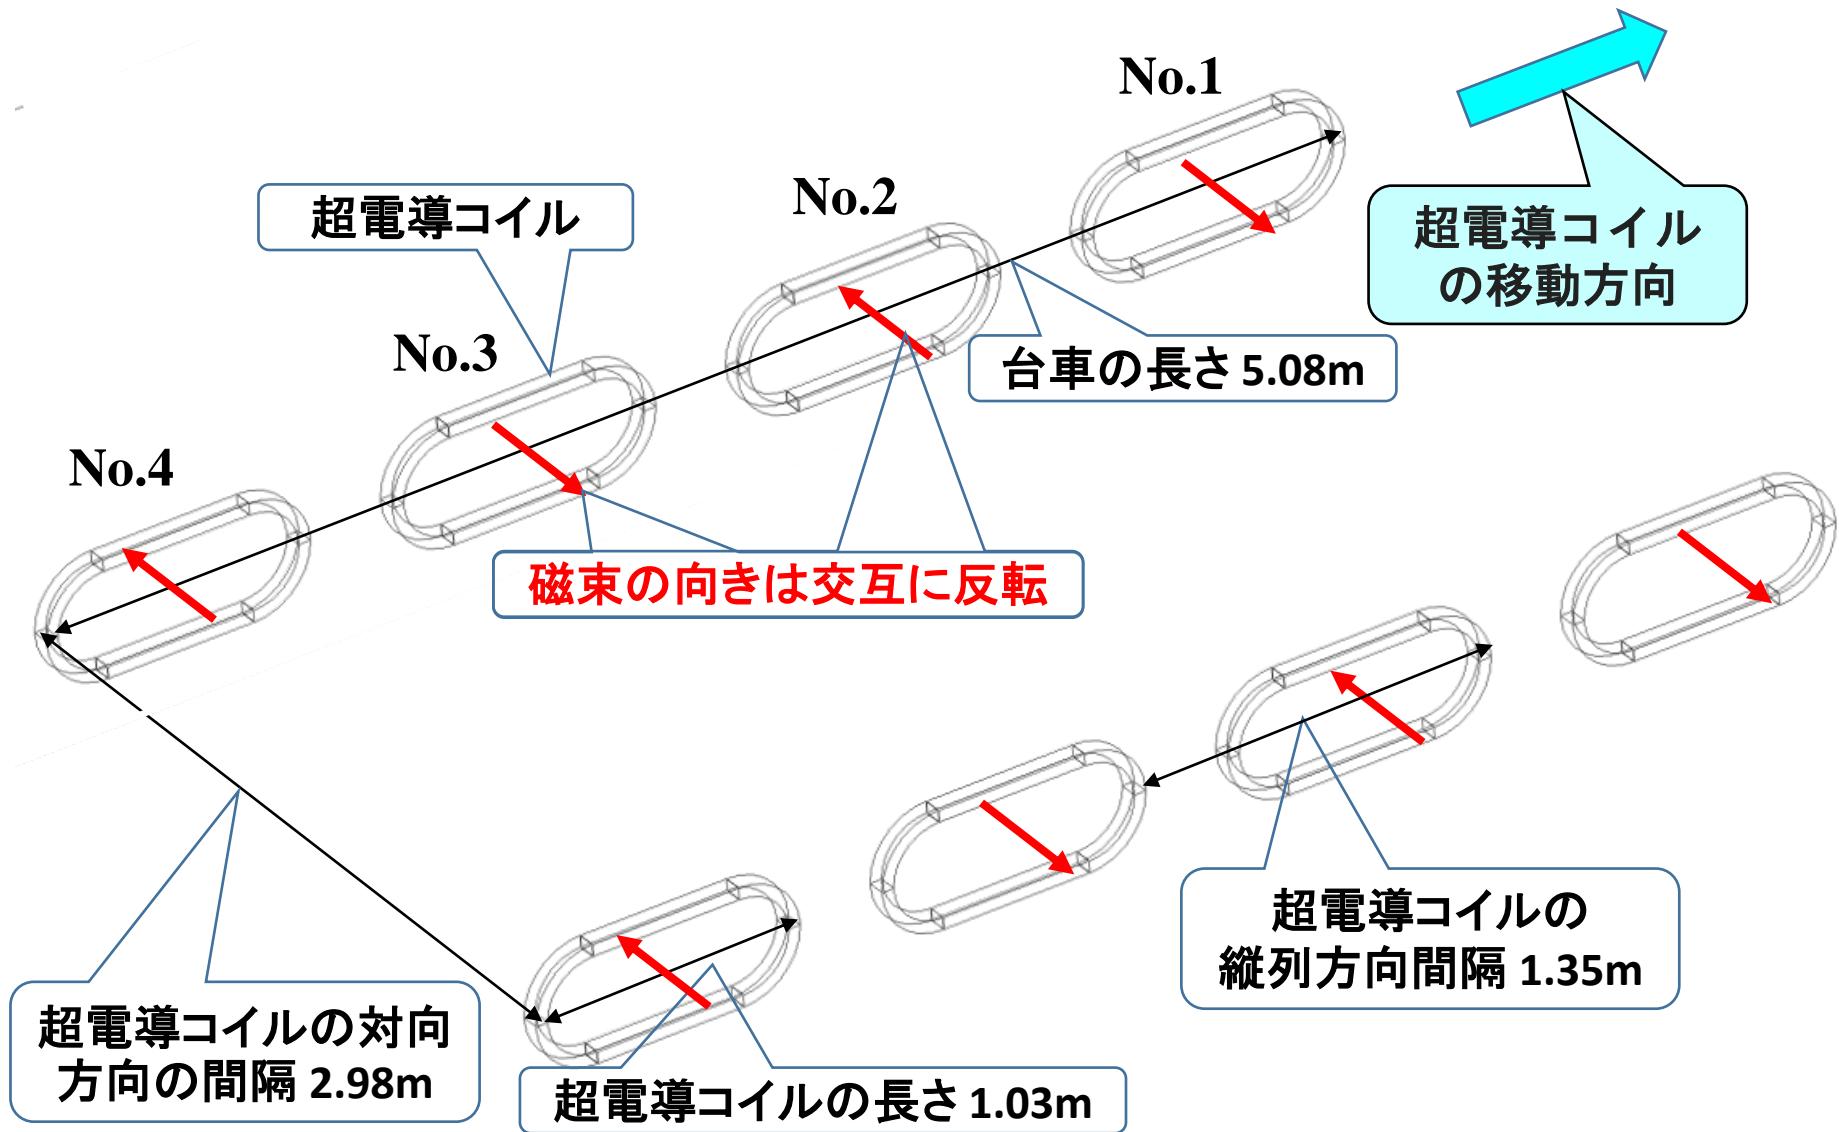 No.1
No.2
No.3
No.4
超電導コイル
超電導コイル
の移動方向
台車の長さ 5.08m
磁束の向きは交互に反転
超電導コイルの
縦列方向間隔 1.35m
超電導コイルの対向
方向の間隔 2.98m
超電導コイルの長さ 1.03m